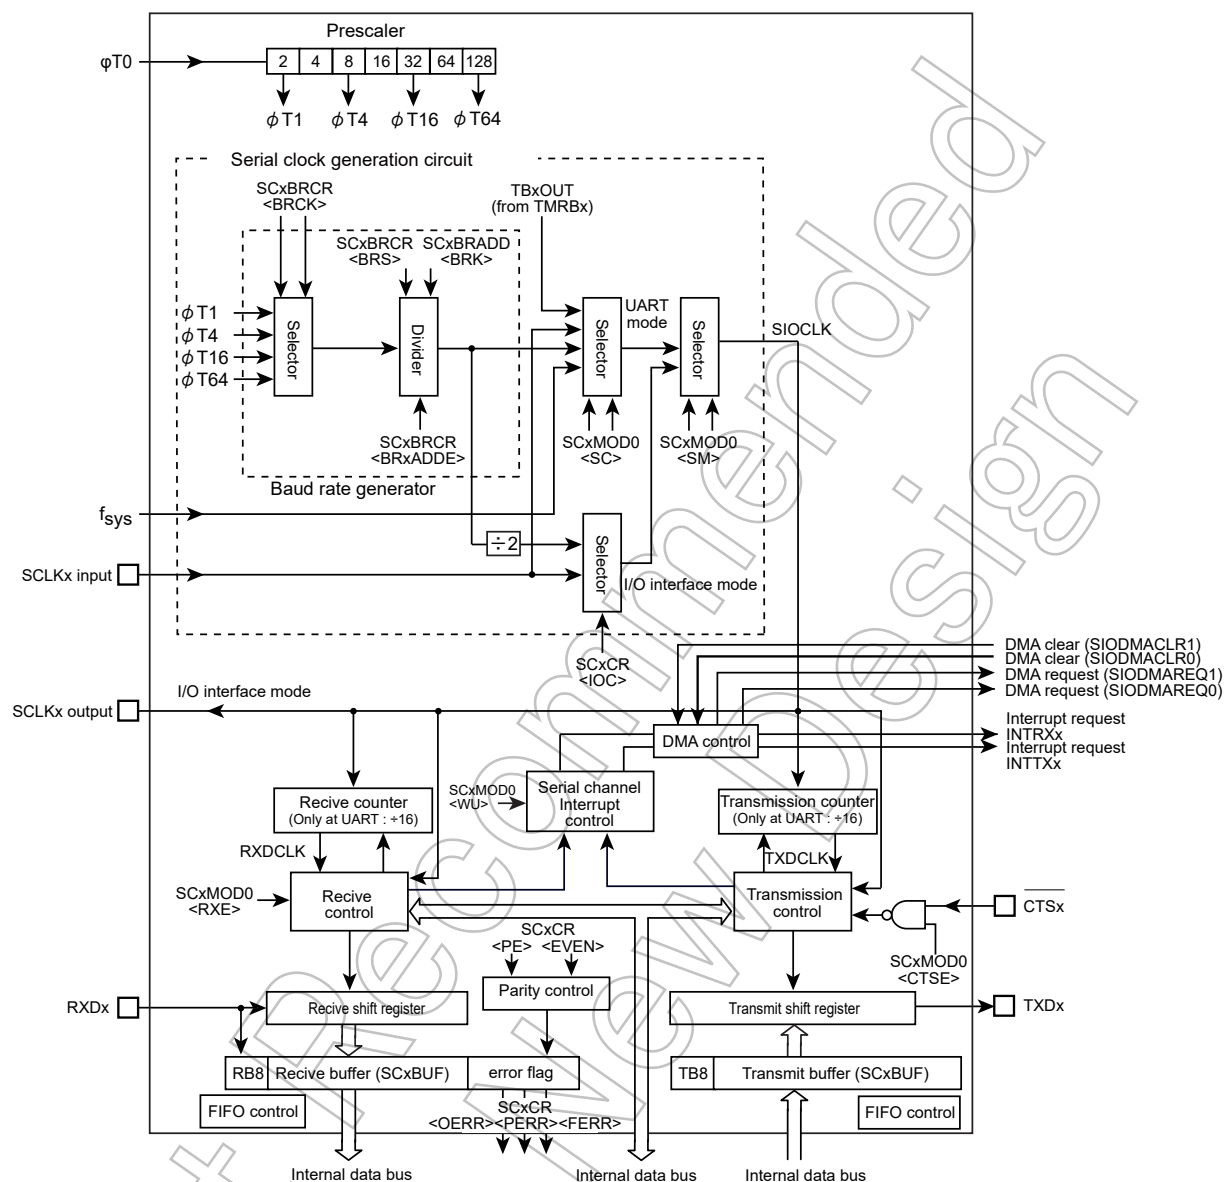 Prescaler
φT0
2 4 8 16 32 64 128
ϕT1 ϕT4 ϕT16 ϕT64
Serial clock generation circuit
SCxBRCR
<BRCK>
TBxOUT
(from TMRBx)
SCxBRCR
<BRS>
SCxBRADD
<BRK>
ϕT1
ϕT4
ϕT16
ϕT64
Selector
Divider
Selector
UART
mode
Selector
SIOCLK
SCxBRCR
<BRxADDE>
SCxMOD0
<SC>
SCxMOD0
<SM>
Baud rate generator
fsys
÷2
Selector
SCLKx input
I/O interface mode
SCxCR
<IOC>
DMA clear (SIODMACLR1)
DMA clear (SIODMACLR0)
DMA request (SIODMAREQ1)
DMA request (SIODMAREQ0)
I/O interface mode
SCLKx output
DMA control
Interrupt request
INTRXx
Interrupt request
INTTXx
SCxMOD0
<WU>
Serial channel
Interrupt
control
Recive counter
(Only at UART : ÷16)
Transmission counter
(Only at UART : ÷16)
RXDCLK
TXDCLK
SCxMOD0
<RXE>
Recive
control
Transmission
control
CTSx
SCxMOD0
<CTSE>
SCxCR
<PE> <EVEN>
Parity control
RXDx
Recive shift register
Transmit shift register
TXDx
RB8 Recive buffer (SCxBUF) error flag
TB8 Transmit buffer (SCxBUF)
FIFO control
SCxCR
<OERR><PERR><FERR>
FIFO control
Internal data bus
Internal data bus
Internal data bus
t Recommended
New Design